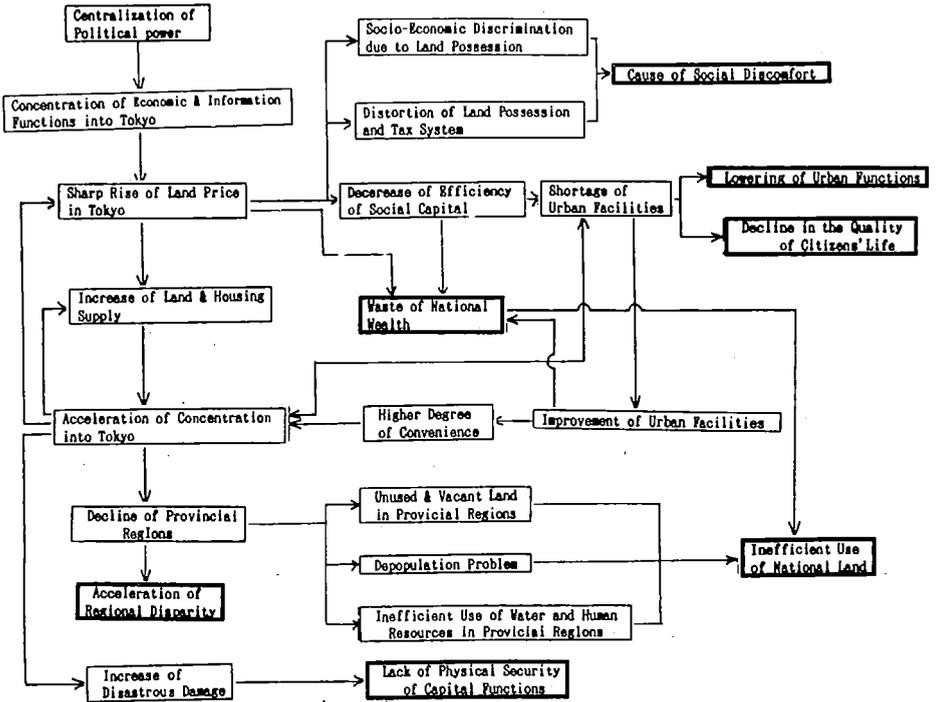 Centralization of
Political power
Socio-Economic Discrimination
due to Land Possession
Cause of Social Discomfort
Concentration of Economic & Information
Functions into Tokyo
Distortion of Land Possession
and Tax System
Sharp Rise of Land Price
in Tokyo
Decerease of Efficiency
of Social Capital
Shortage of
Urban Facilities
Lowering of Urban Functions
Decline in the Quality
of Citizens' Life
Increase of Land & Housing
Supply
Waste of National
Wealth
Acceleration of Concentration
into Tokyo
Higher Degree
of Convenience
Improvement of Urban Facilities
Decline of Provincial
Regions
Unused & Vacant Land
in Provicial Regions
Depopulation Problem
Inefficient Use
of National Land
Acceleration of
Regional Disparity
Inefficient Use of Water and Human
Resources in Provicial Regions
Increase of
Disastrous Damage
Lack of Physical Security
of Capital Functions